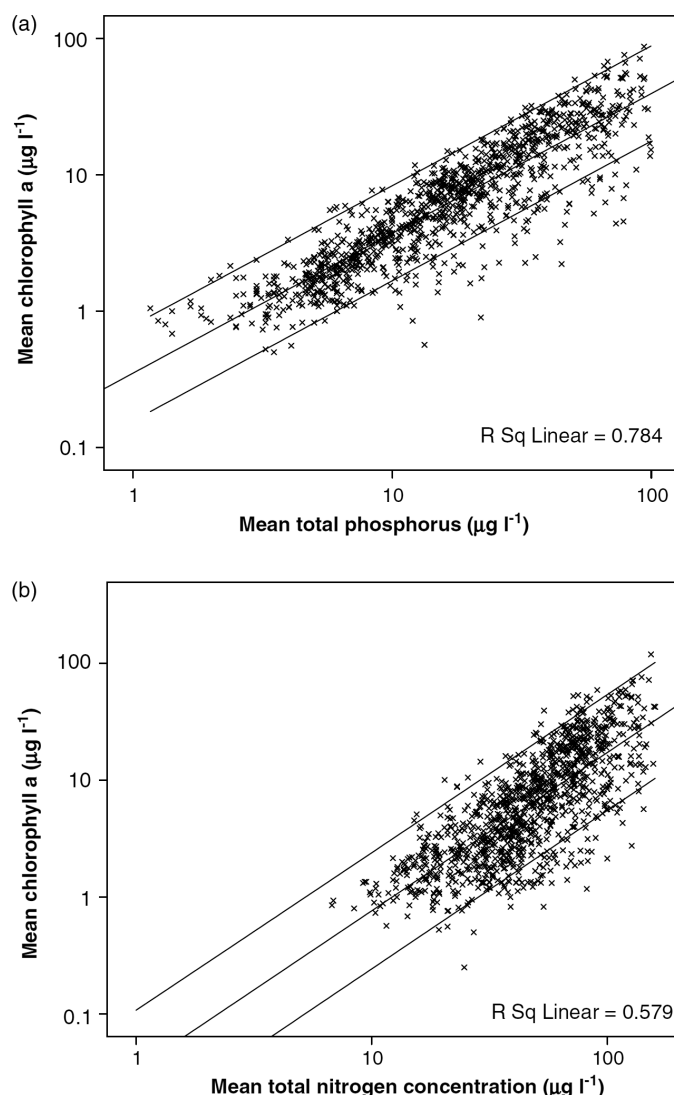 (a)
100
10
1
0.1
Mean chlorophyll a (μg l⁻¹)
R Sq Linear = 0.784
1 10 100
Mean total phosphorus (μg l⁻¹)
(b)
100
10
1
0.1
Mean chlorophyll a (μg l⁻¹)
R Sq Linear = 0.579
1 10 100
Mean total nitrogen concentration (μg l⁻¹)